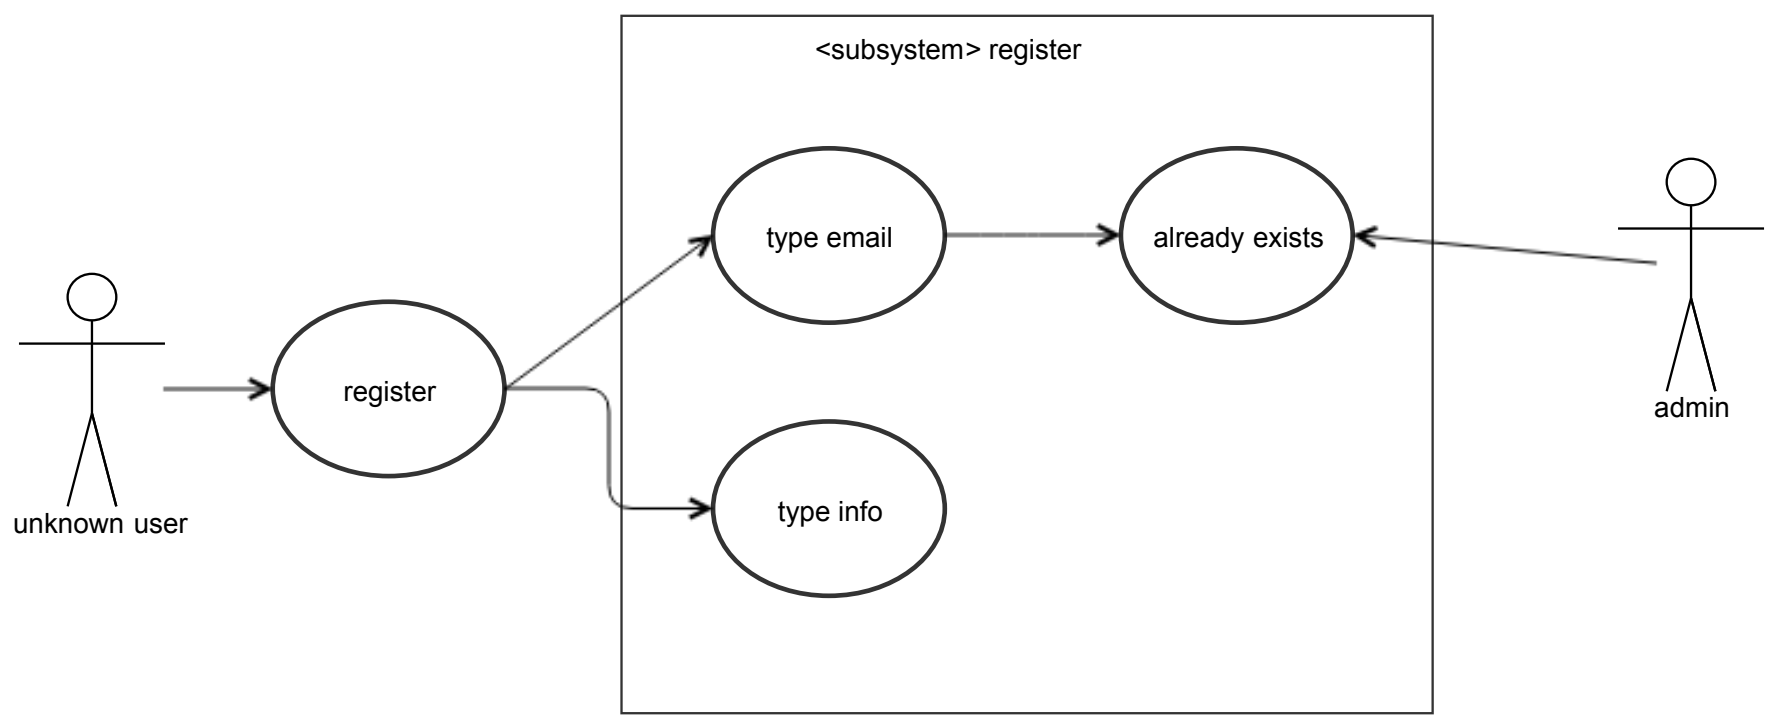 <subsystem> register
type email
already exists
register
admin
type info
unknown user